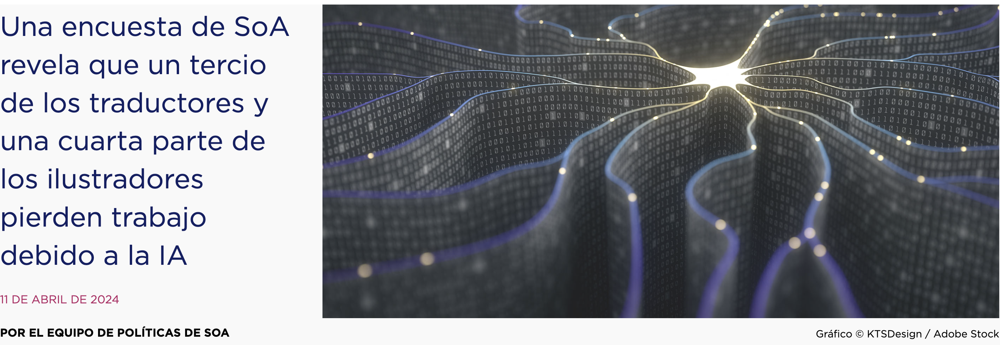 Una encuesta de SoA
revela que un tercio
de los traductores y
una cuarta parte de
los ilustradores
pierden trabajo
debido a la IA
11 DE ABRIL DE 2024
POR EL EQUIPO DE POLÍTICAS DE SOA
Gráfico © KTSDesign / Adobe Stock